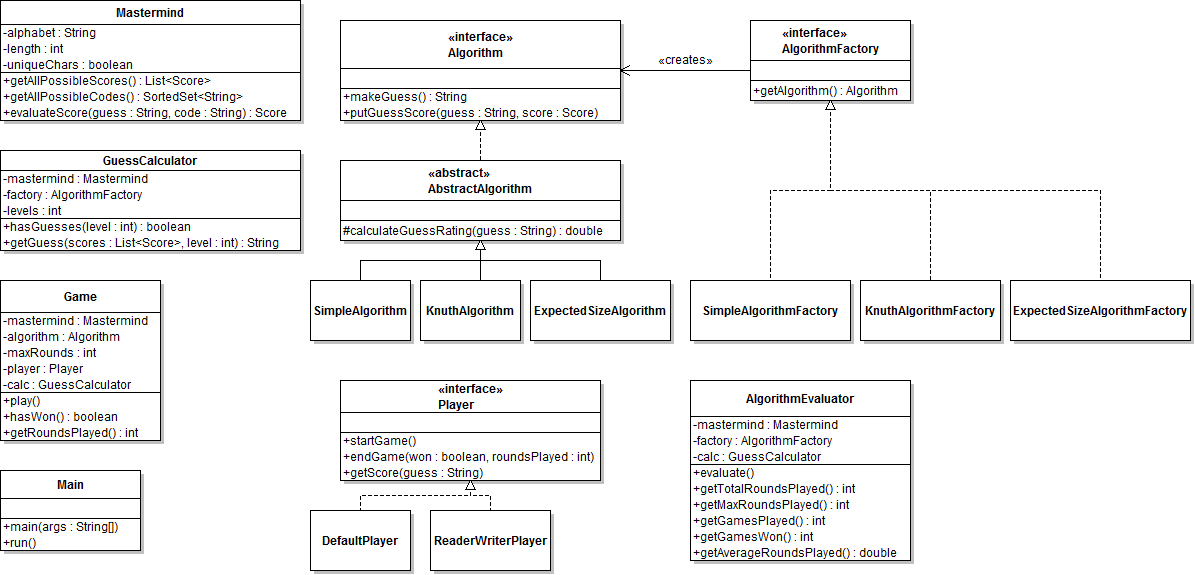 Mastermind
-alphabet : String
-length : int
-uniqueChars : boolean
+getAllPossibleScores() : List<Score>
+getAllPossibleCodes() : SortedSet<String>
+evaluateScore(guess : String, code : String) : Score
GuessCalculator
-mastermind : Mastermind
-factory : AlgorithmFactory
-levels : int
+hasGuesses(level : int) : boolean
+getGuess(scores : List<Score>, level : int) : String
Game
-mastermind : Mastermind
-algorithm : Algorithm
-maxRounds : int
-player : Player
-calc : GuessCalculator
+play()
+hasWon() : boolean
+getRoundsPlayed() : int
Main
+main(args : String[])
+run()
«interface»
Algorithm
+makeGuess() : String
+putGuessScore(guess : String, score : Score)
«creates»
«interface»
AlgorithmFactory
+getAlgorithm() : Algorithm
«abstract»
AbstractAlgorithm
#calculateGuessRating(guess : String) : double
SimpleAlgorithm
KnuthAlgorithm
ExpectedSizeAlgorithm
SimpleAlgorithmFactory
KnuthAlgorithmFactory
ExpectedSizeAlgorithmFactory
«interface»
Player
+startGame()
+endGame(won : boolean, roundsPlayed : int)
+getScore(guess : String)
DefaultPlayer
ReaderWriterPlayer
AlgorithmEvaluator
-mastermind : Mastermind
-factory : AlgorithmFactory
-calc : GuessCalculator
+evaluate()
+getTotalRoundsPlayed() : int
+getMaxRoundsPlayed() : int
+getGamesPlayed() : int
+getGamesWon() : int
+getAverageRoundsPlayed() : double